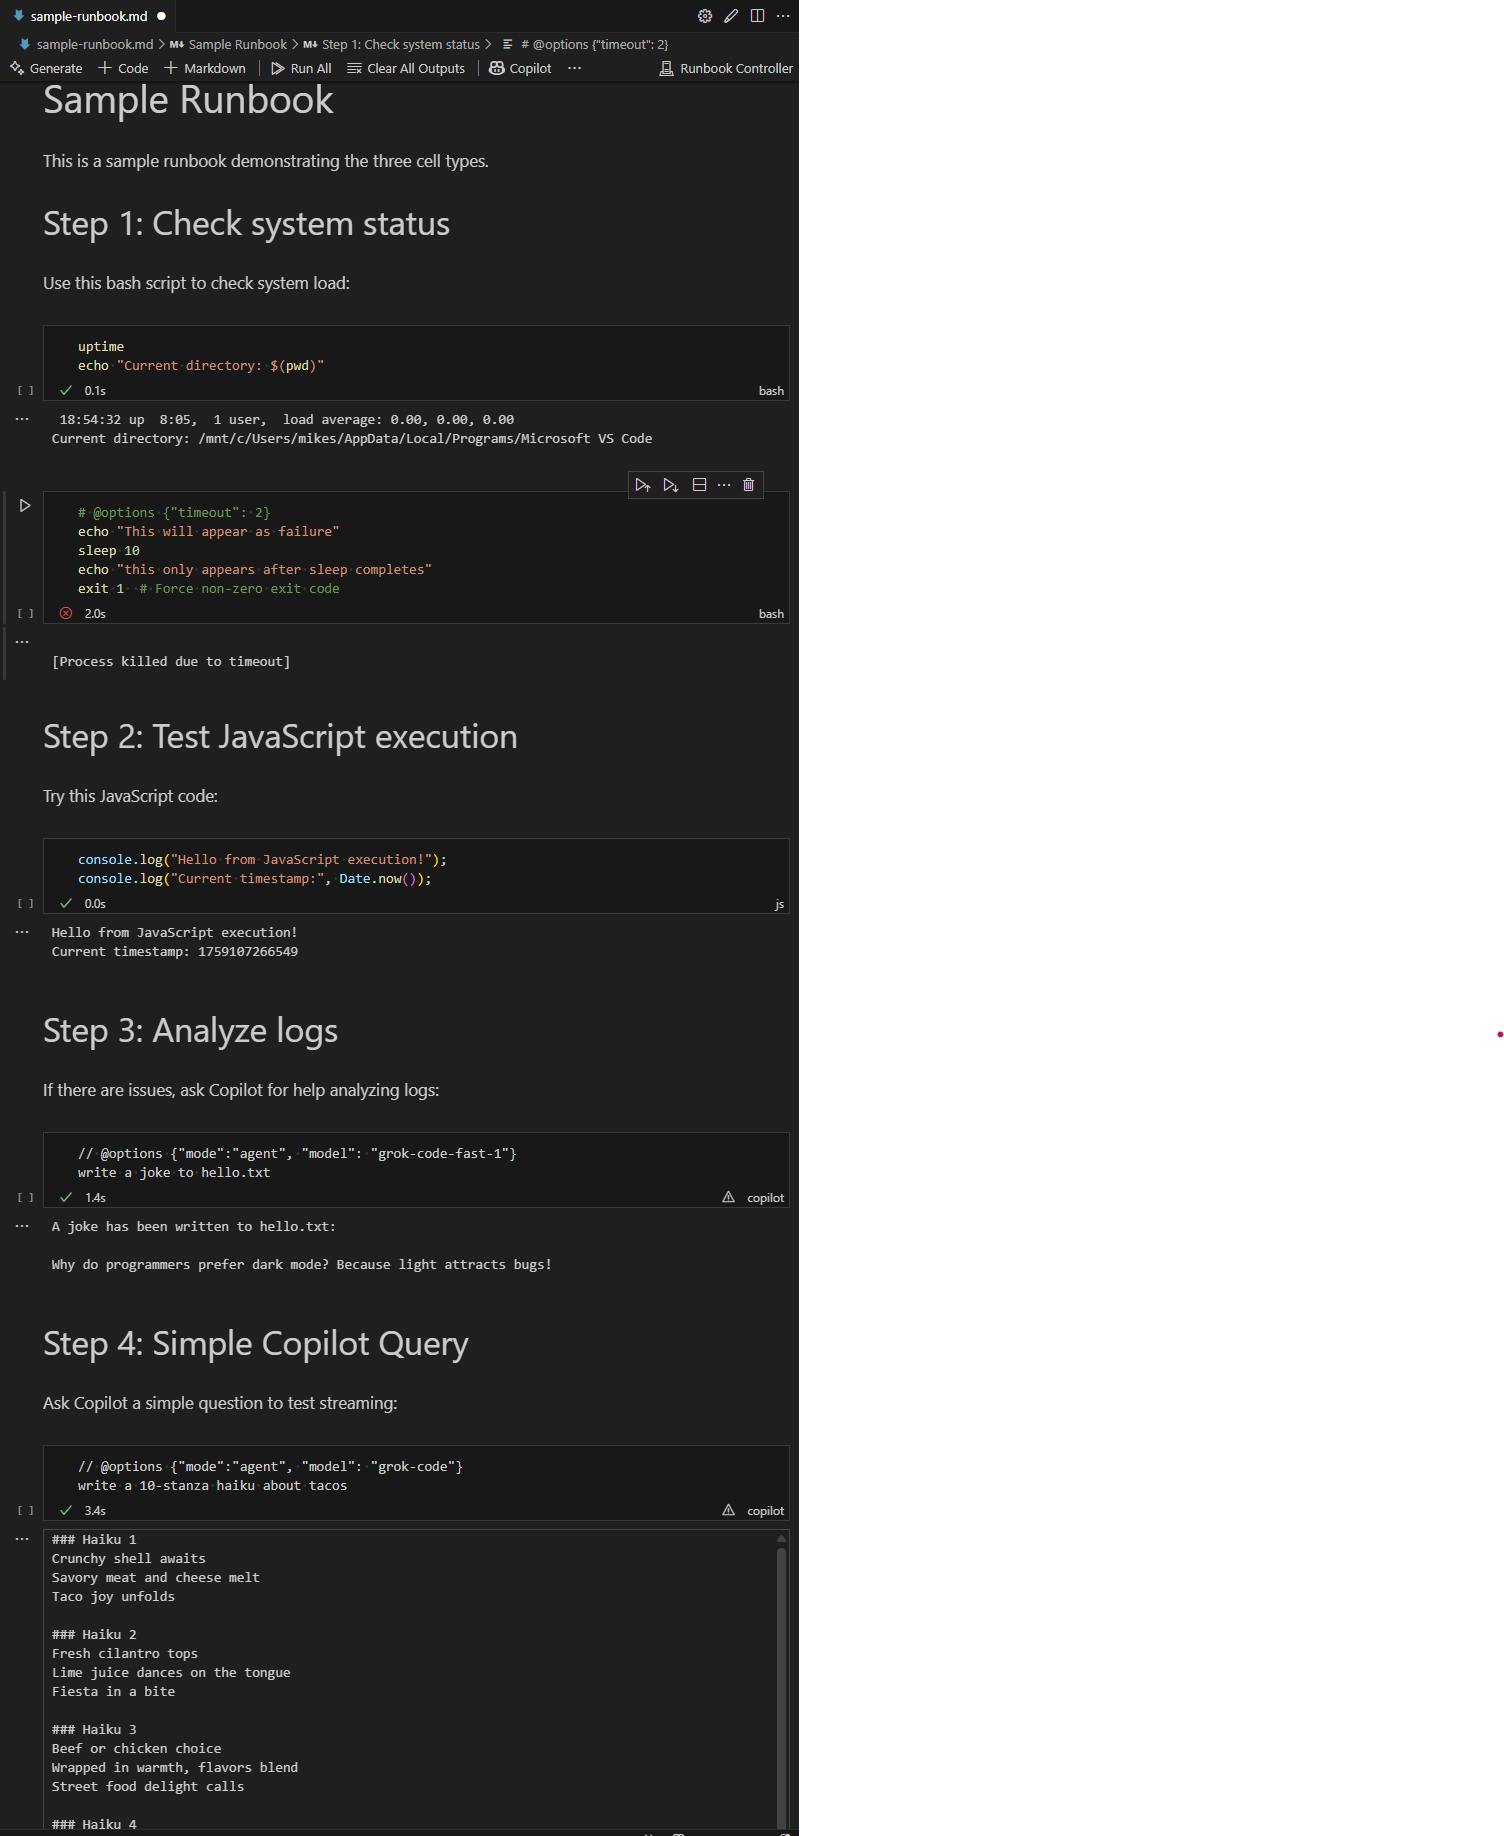 sample-runbook.md
sample-runbook.md > M↓ Sample Runbook > M↓ Step 1: Check system status > # @options {"timeout": 2}
Generate + Code + Markdown Run All Clear All Outputs Copilot ··· Runbook Controller
Sample Runbook
This is a sample runbook demonstrating the three cell types.
Step 1: Check system status
Use this bash script to check system load:
uptime
echo "Current directory: $(pwd)"
[ ] 0.1s bash
18:54:32 up  8:05,  1 user,  load average: 0.00, 0.00, 0.00
Current directory: /mnt/c/Users/mikes/AppData/Local/Programs/Microsoft VS Code
# @options {"timeout": 2}
echo "This will appear as failure"
sleep 10
echo "this only appears after sleep completes"
exit 1  # Force non-zero exit code
[ ] 2.0s bash
[Process killed due to timeout]
Step 2: Test JavaScript execution
Try this JavaScript code:
console.log("Hello from JavaScript execution!");
console.log("Current timestamp:", Date.now());
[ ] 0.0s js
Hello from JavaScript execution!
Current timestamp: 1759107266549
Step 3: Analyze logs
If there are issues, ask Copilot for help analyzing logs:
// @options {"mode":"agent", "model": "grok-code-fast-1"}
write a joke to hello.txt
[ ] 1.4s copilot
A joke has been written to hello.txt:
Why do programmers prefer dark mode? Because light attracts bugs!
Step 4: Simple Copilot Query
Ask Copilot a simple question to test streaming:
// @options {"mode":"agent", "model": "grok-code"}
write a 10-stanza haiku about tacos
[ ] 3.4s copilot
### Haiku 1
Crunchy shell awaits
Savory meat and cheese melt
Taco joy unfolds
### Haiku 2
Fresh cilantro tops
Lime juice dances on the tongue
Fiesta in a bite
### Haiku 3
Beef or chicken choice
Wrapped in warmth, flavors blend
Street food delight calls
### Haiku 4